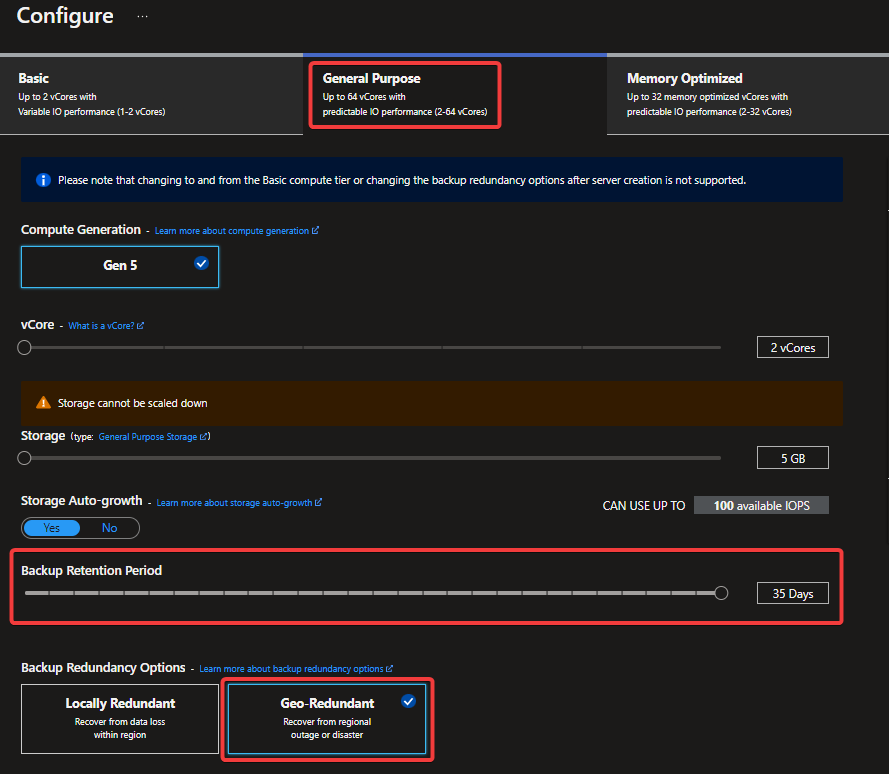 Configure ...
Basic
Up to 2 vCores with
Variable IO performance (1-2 vCores)
General Purpose
Up to 64 vCores with
predictable IO performance (2-64 vCores)
Memory Optimized
Up to 32 memory optimized vCores with
predictable IO performance (2-32 vCores)
Please note that changing to and from the Basic compute tier or changing the backup redundancy options after server creation is not supported.
Compute Generation - Learn more about compute generation
Gen 5
vCore - What is a vCore?
2 vCores
Storage cannot be scaled down
Storage (type: General Purpose Storage)
5 GB
Storage Auto-growth - Learn more about storage auto-growth
CAN USE UP TO 100 available IOPS
Yes No
Backup Retention Period
35 Days
Backup Redundancy Options - Learn more about backup redundancy options
Locally Redundant
Recover from data loss
within region
Geo-Redundant
Recover from regional
outage or disaster